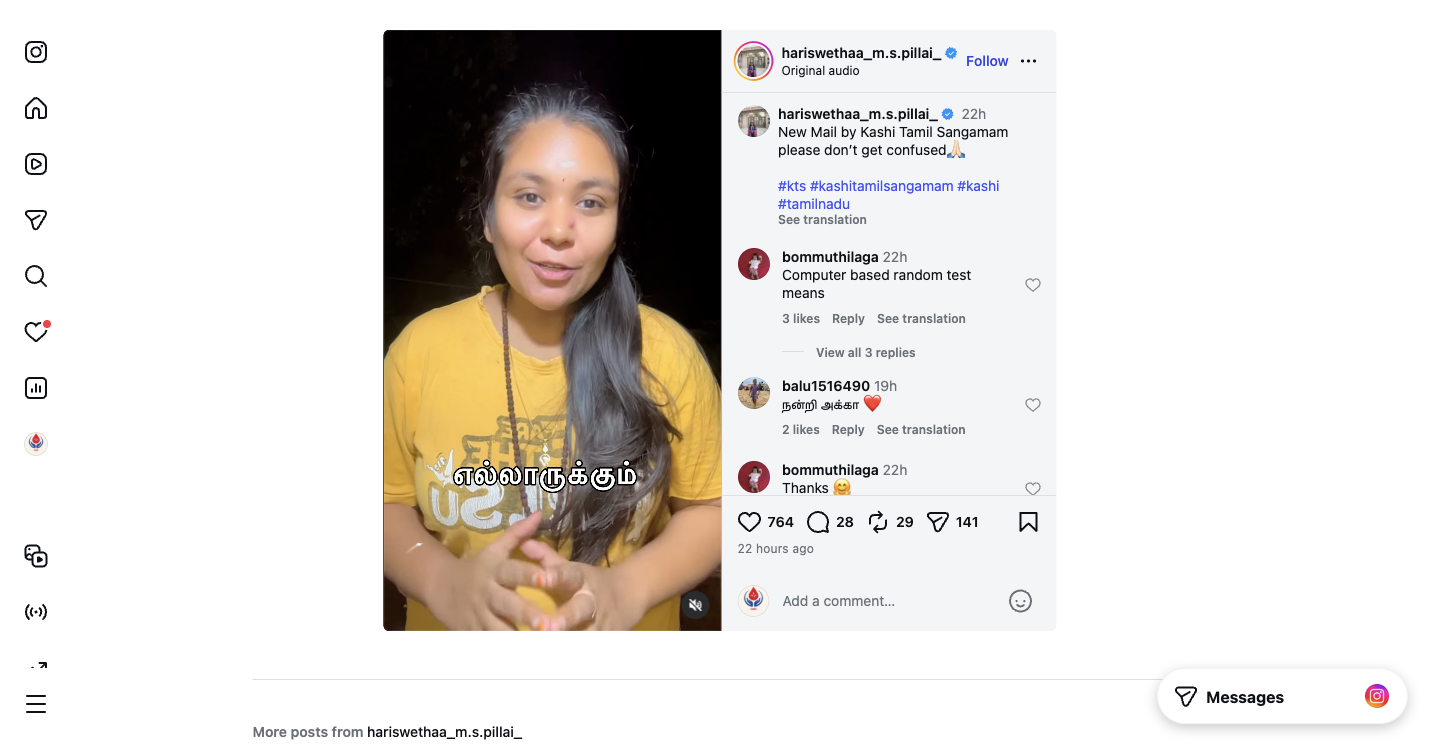 hariswethaa_m.s.pillai_
Follow
Original audio
hariswethaa_m.s.pillai_ 22h
New Mail by Kashi Tamil Sangamam
please don’t get confused🙏🏻
#kts #kashitamilsangamam #kashi
#tamilnadu
See translation
bommuthilaga 22h
Computer based random test
means
3 likes Reply See translation
View all 3 replies
balu1516490 19h
நன்றி அக்கா ❤️
2 likes Reply See translation
bommuthilaga 22h
Thanks 🤗
எல்லாருக்கும்
764 28 29 141
22 hours ago
Add a comment...
Messages
More posts from hariswethaa_m.s.pillai_